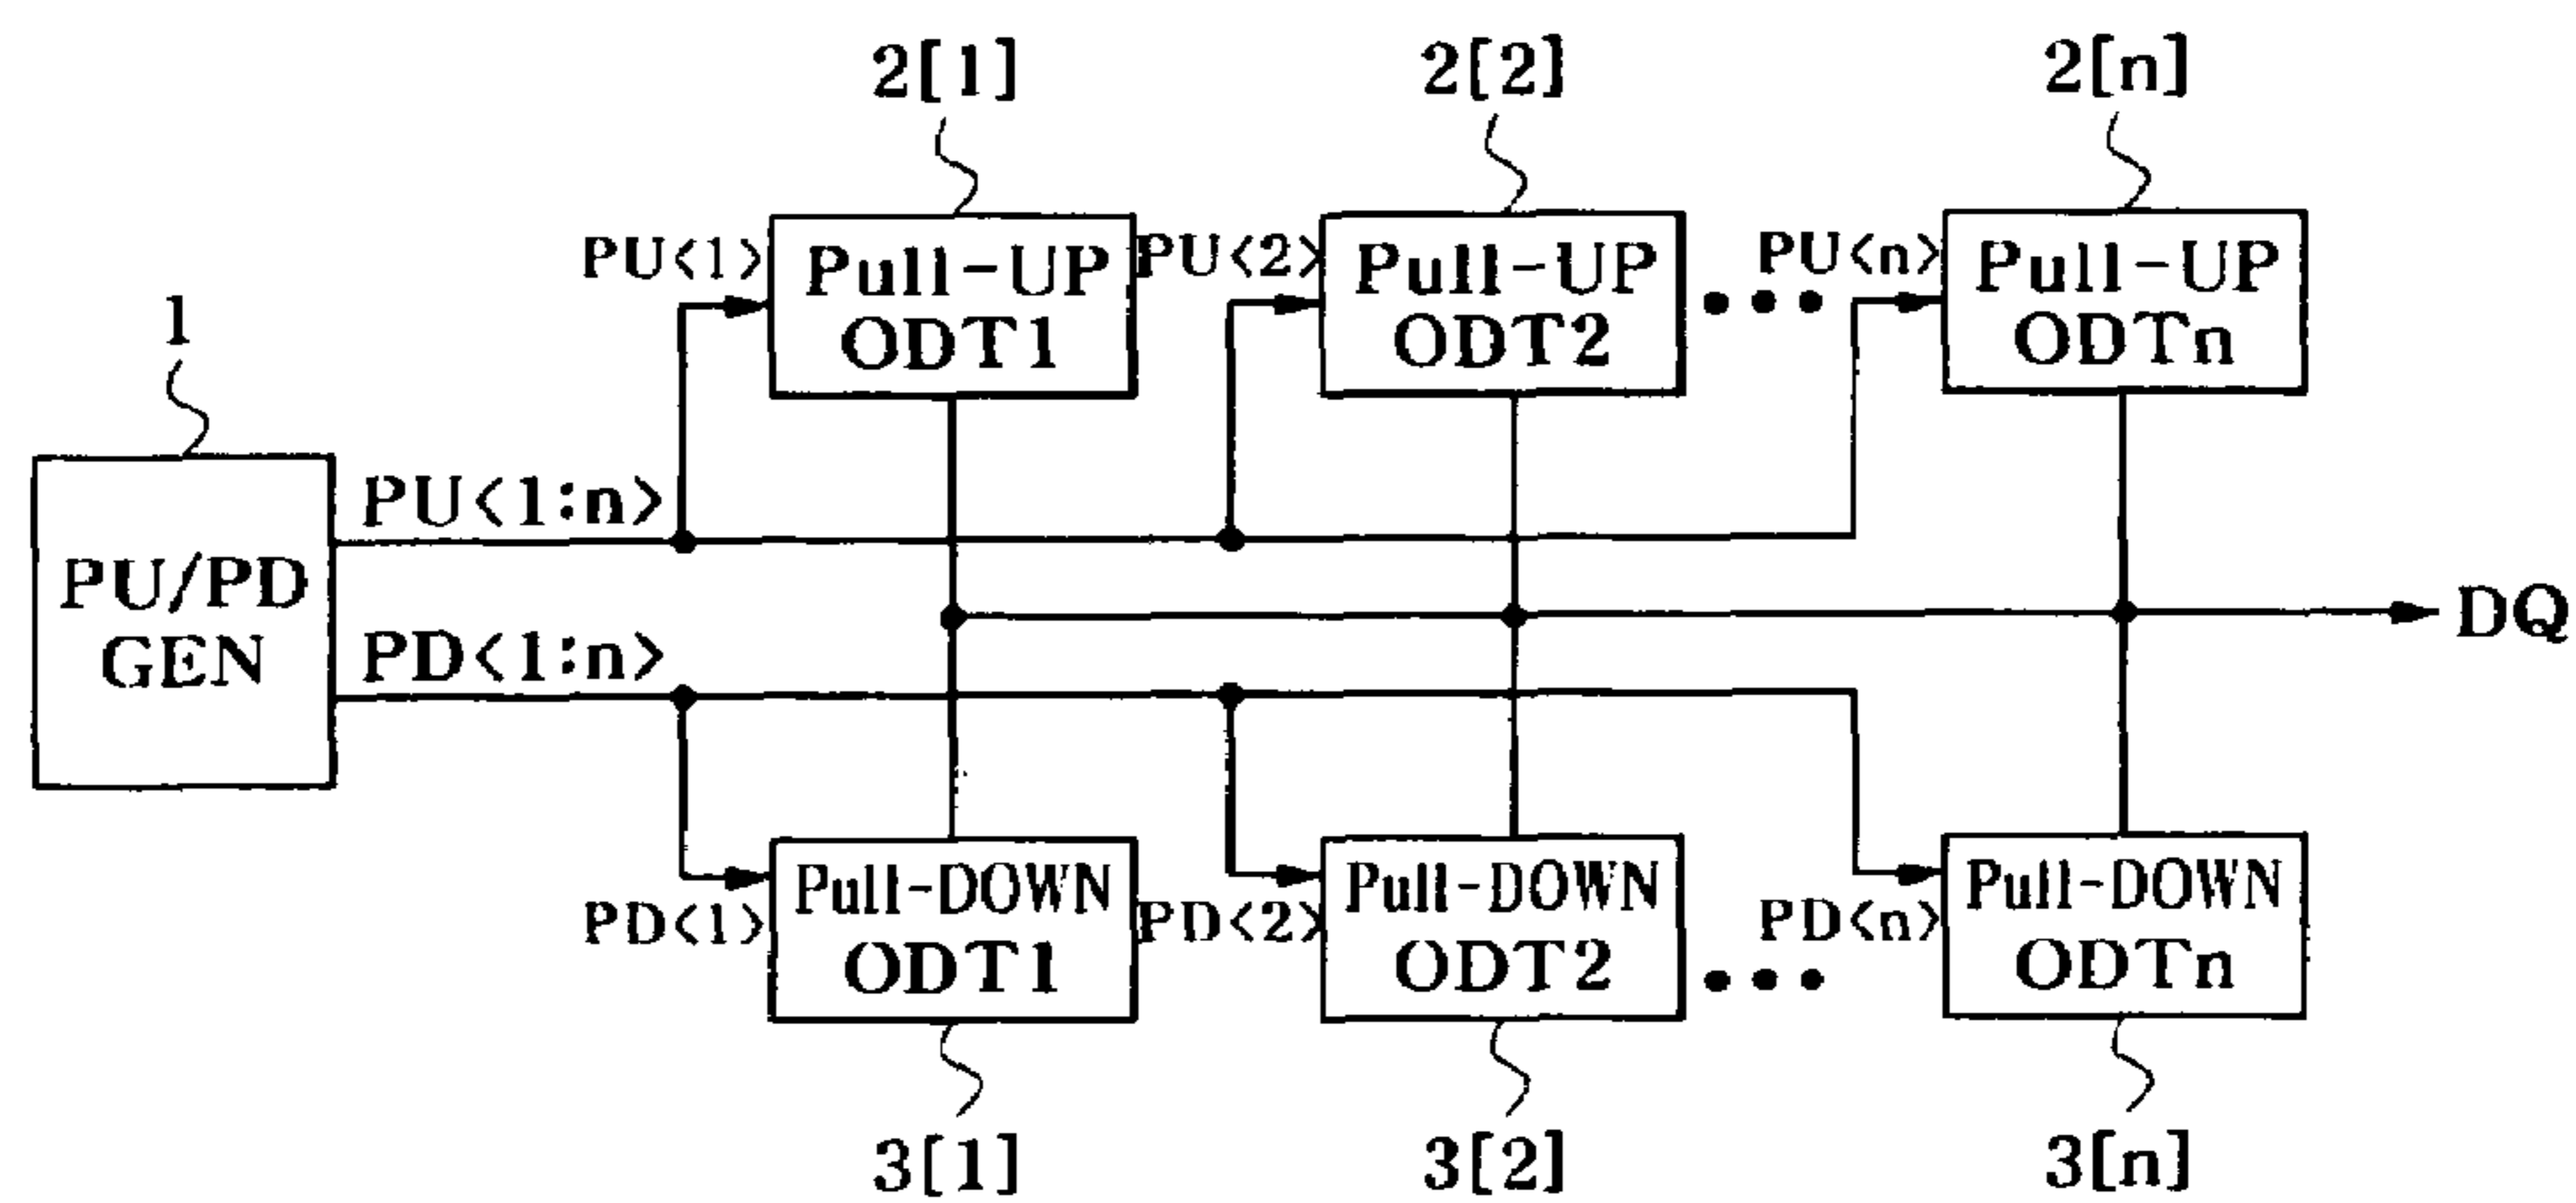 2[1]
2[2]
2[n]
PU<1>
Pull-UP
ODT1
PU<2>
Pull-UP
ODT2
PU<n>
Pull-UP
ODTn
1
PU/PD
GEN
PU<1:n>
PD<1:n>
DQ
PD<1>
Pull-DOWN
ODT1
PD<2>
Pull-DOWN
ODT2
PD<n>
Pull-DOWN
ODTn
3[1]
3[2]
3[n]